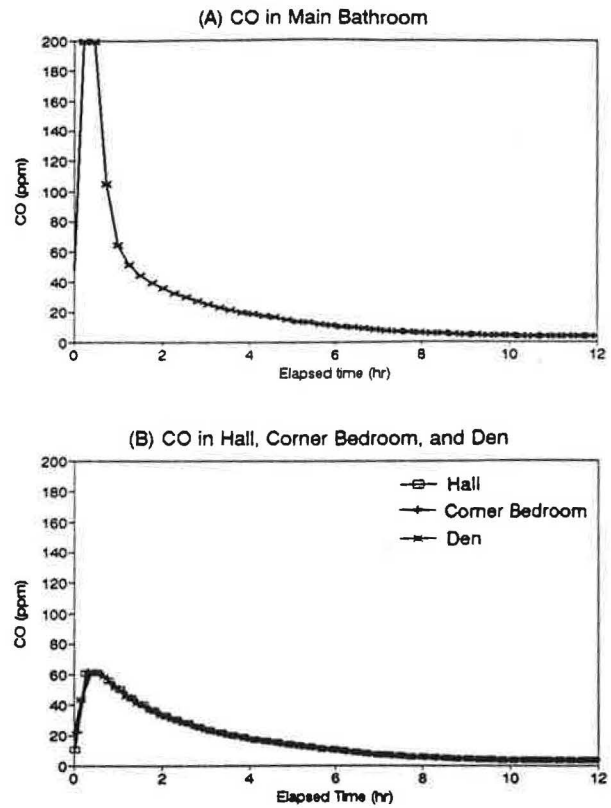 (A) CO in Main Bathroom
200
180
160
140
120
100
80
60
40
20
0
CO (ppm)
0 2 4 6 8 10 12
Elapsed time (hr)
(B) CO in Hall, Corner Bedroom, and Den
200
180
160
140
120
100
80
60
40
20
0
CO (ppm)
Hall
Corner Bedroom
Den
0 2 4 6 8 10 12
Elapsed Time (hr)